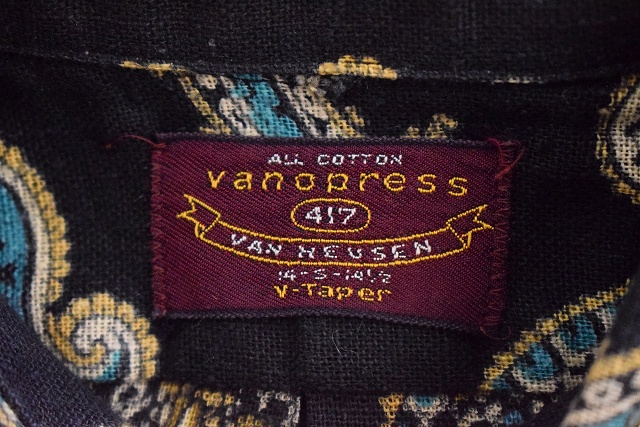 ALL COTTON
vanopress
417
VAN HEUSEN
14-S-14½
V-Taper